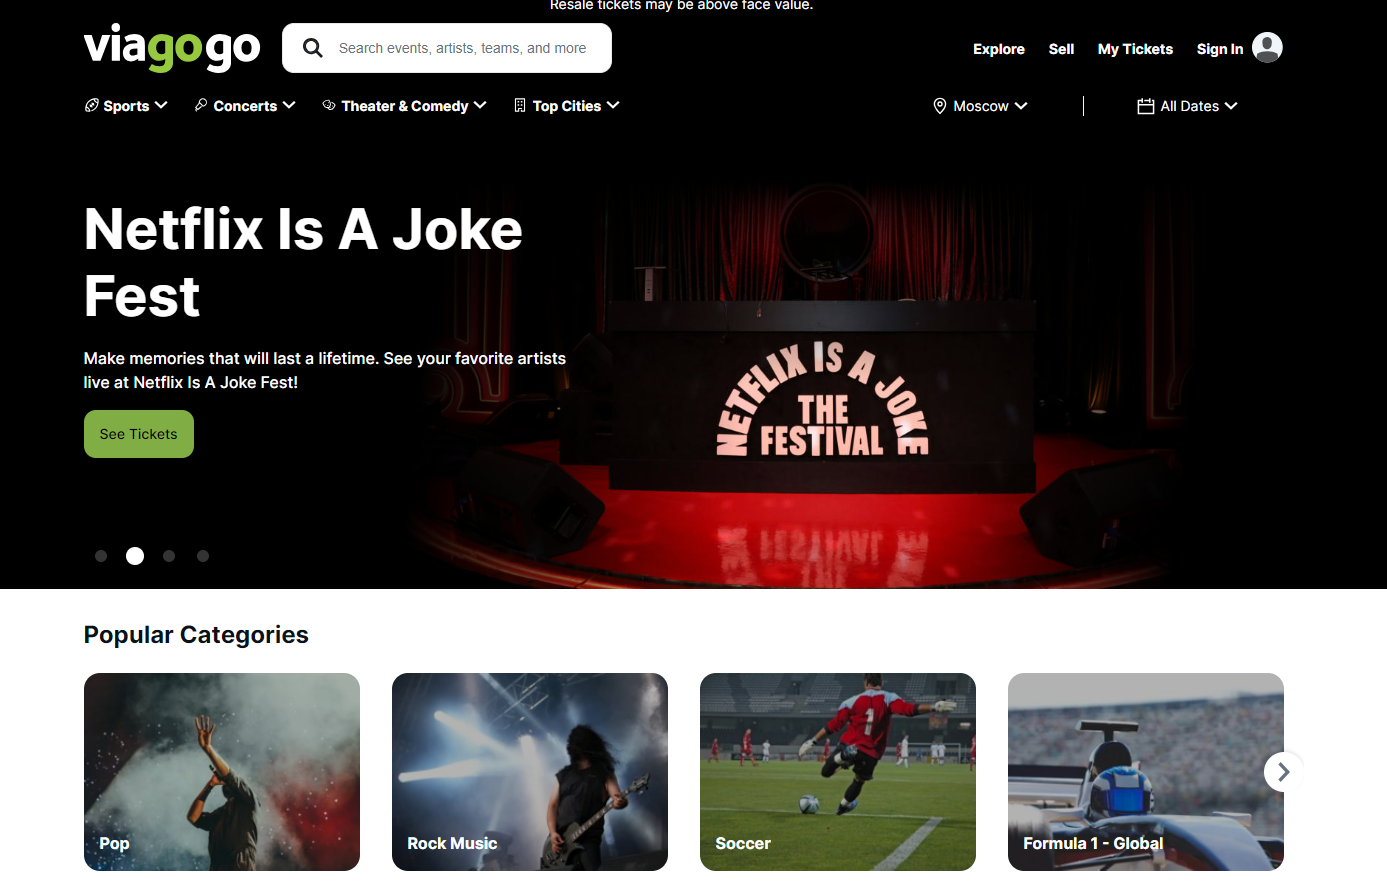 Resale tickets may be above face value.
viagogo
Search events, artists, teams, and more
Explore
Sell
My Tickets
Sign In
Sports
Concerts
Theater & Comedy
Top Cities
Moscow
All Dates
Netflix Is A Joke
Fest
Make memories that will last a lifetime. See your favorite artists
live at Netflix Is A Joke Fest!
See Tickets
NETFLIX IS A JOKE
THE
FESTIVAL
Popular Categories
Pop
Rock Music
1
Soccer
Formula 1 - Global